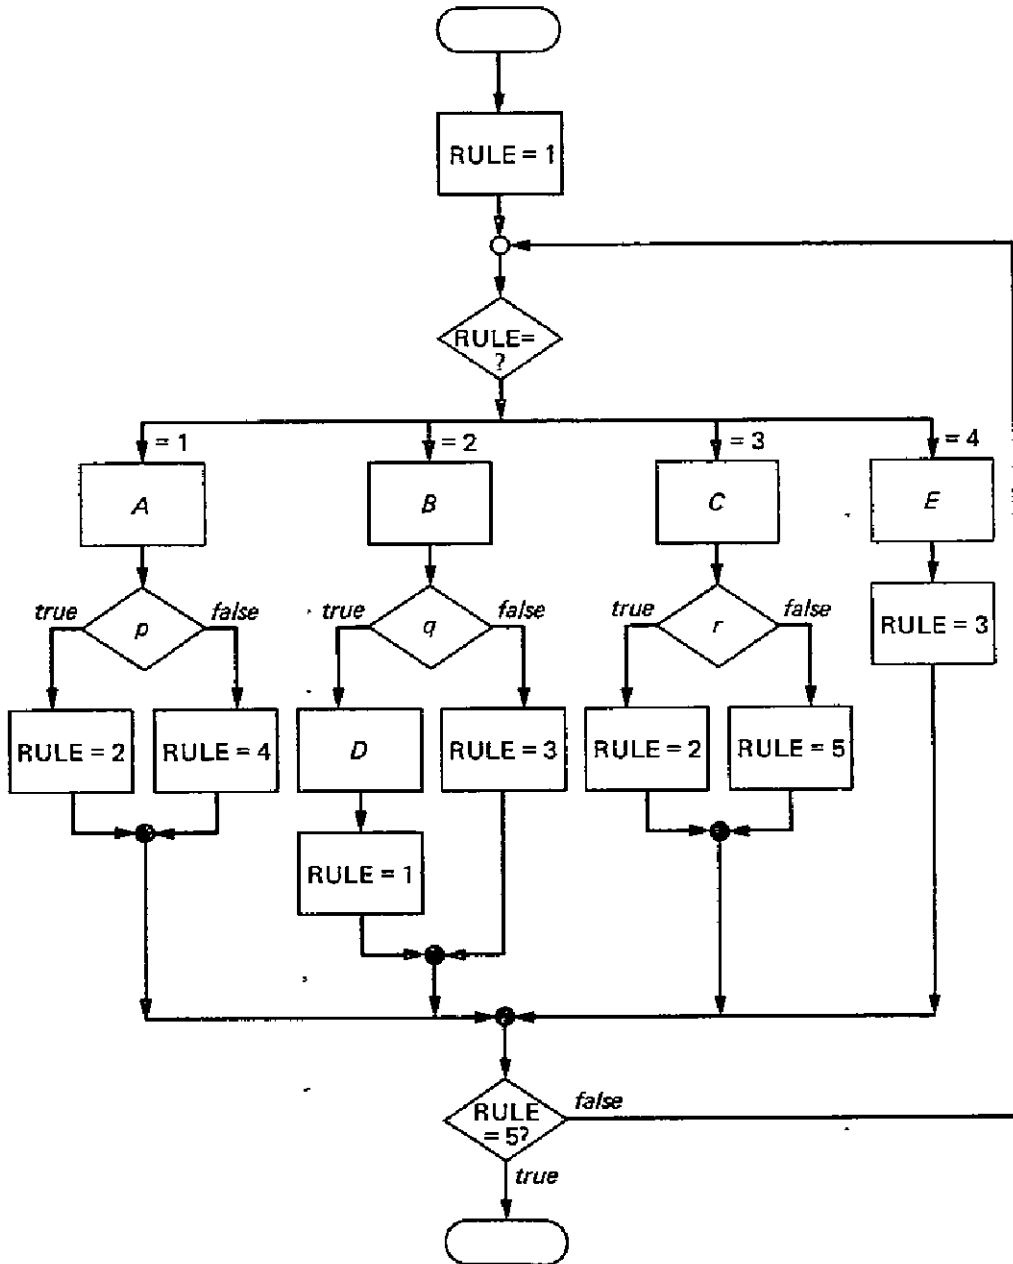 RULE = 1
RULE=
?
= 1
= 2
= 3
= 4
A
B
C
E
true
p
false
true
q
false
true
r
false
RULE = 3
RULE = 2
RULE = 4
D
RULE = 3
RULE = 2
RULE = 5
RULE = 1
RULE
= 5?
false
true